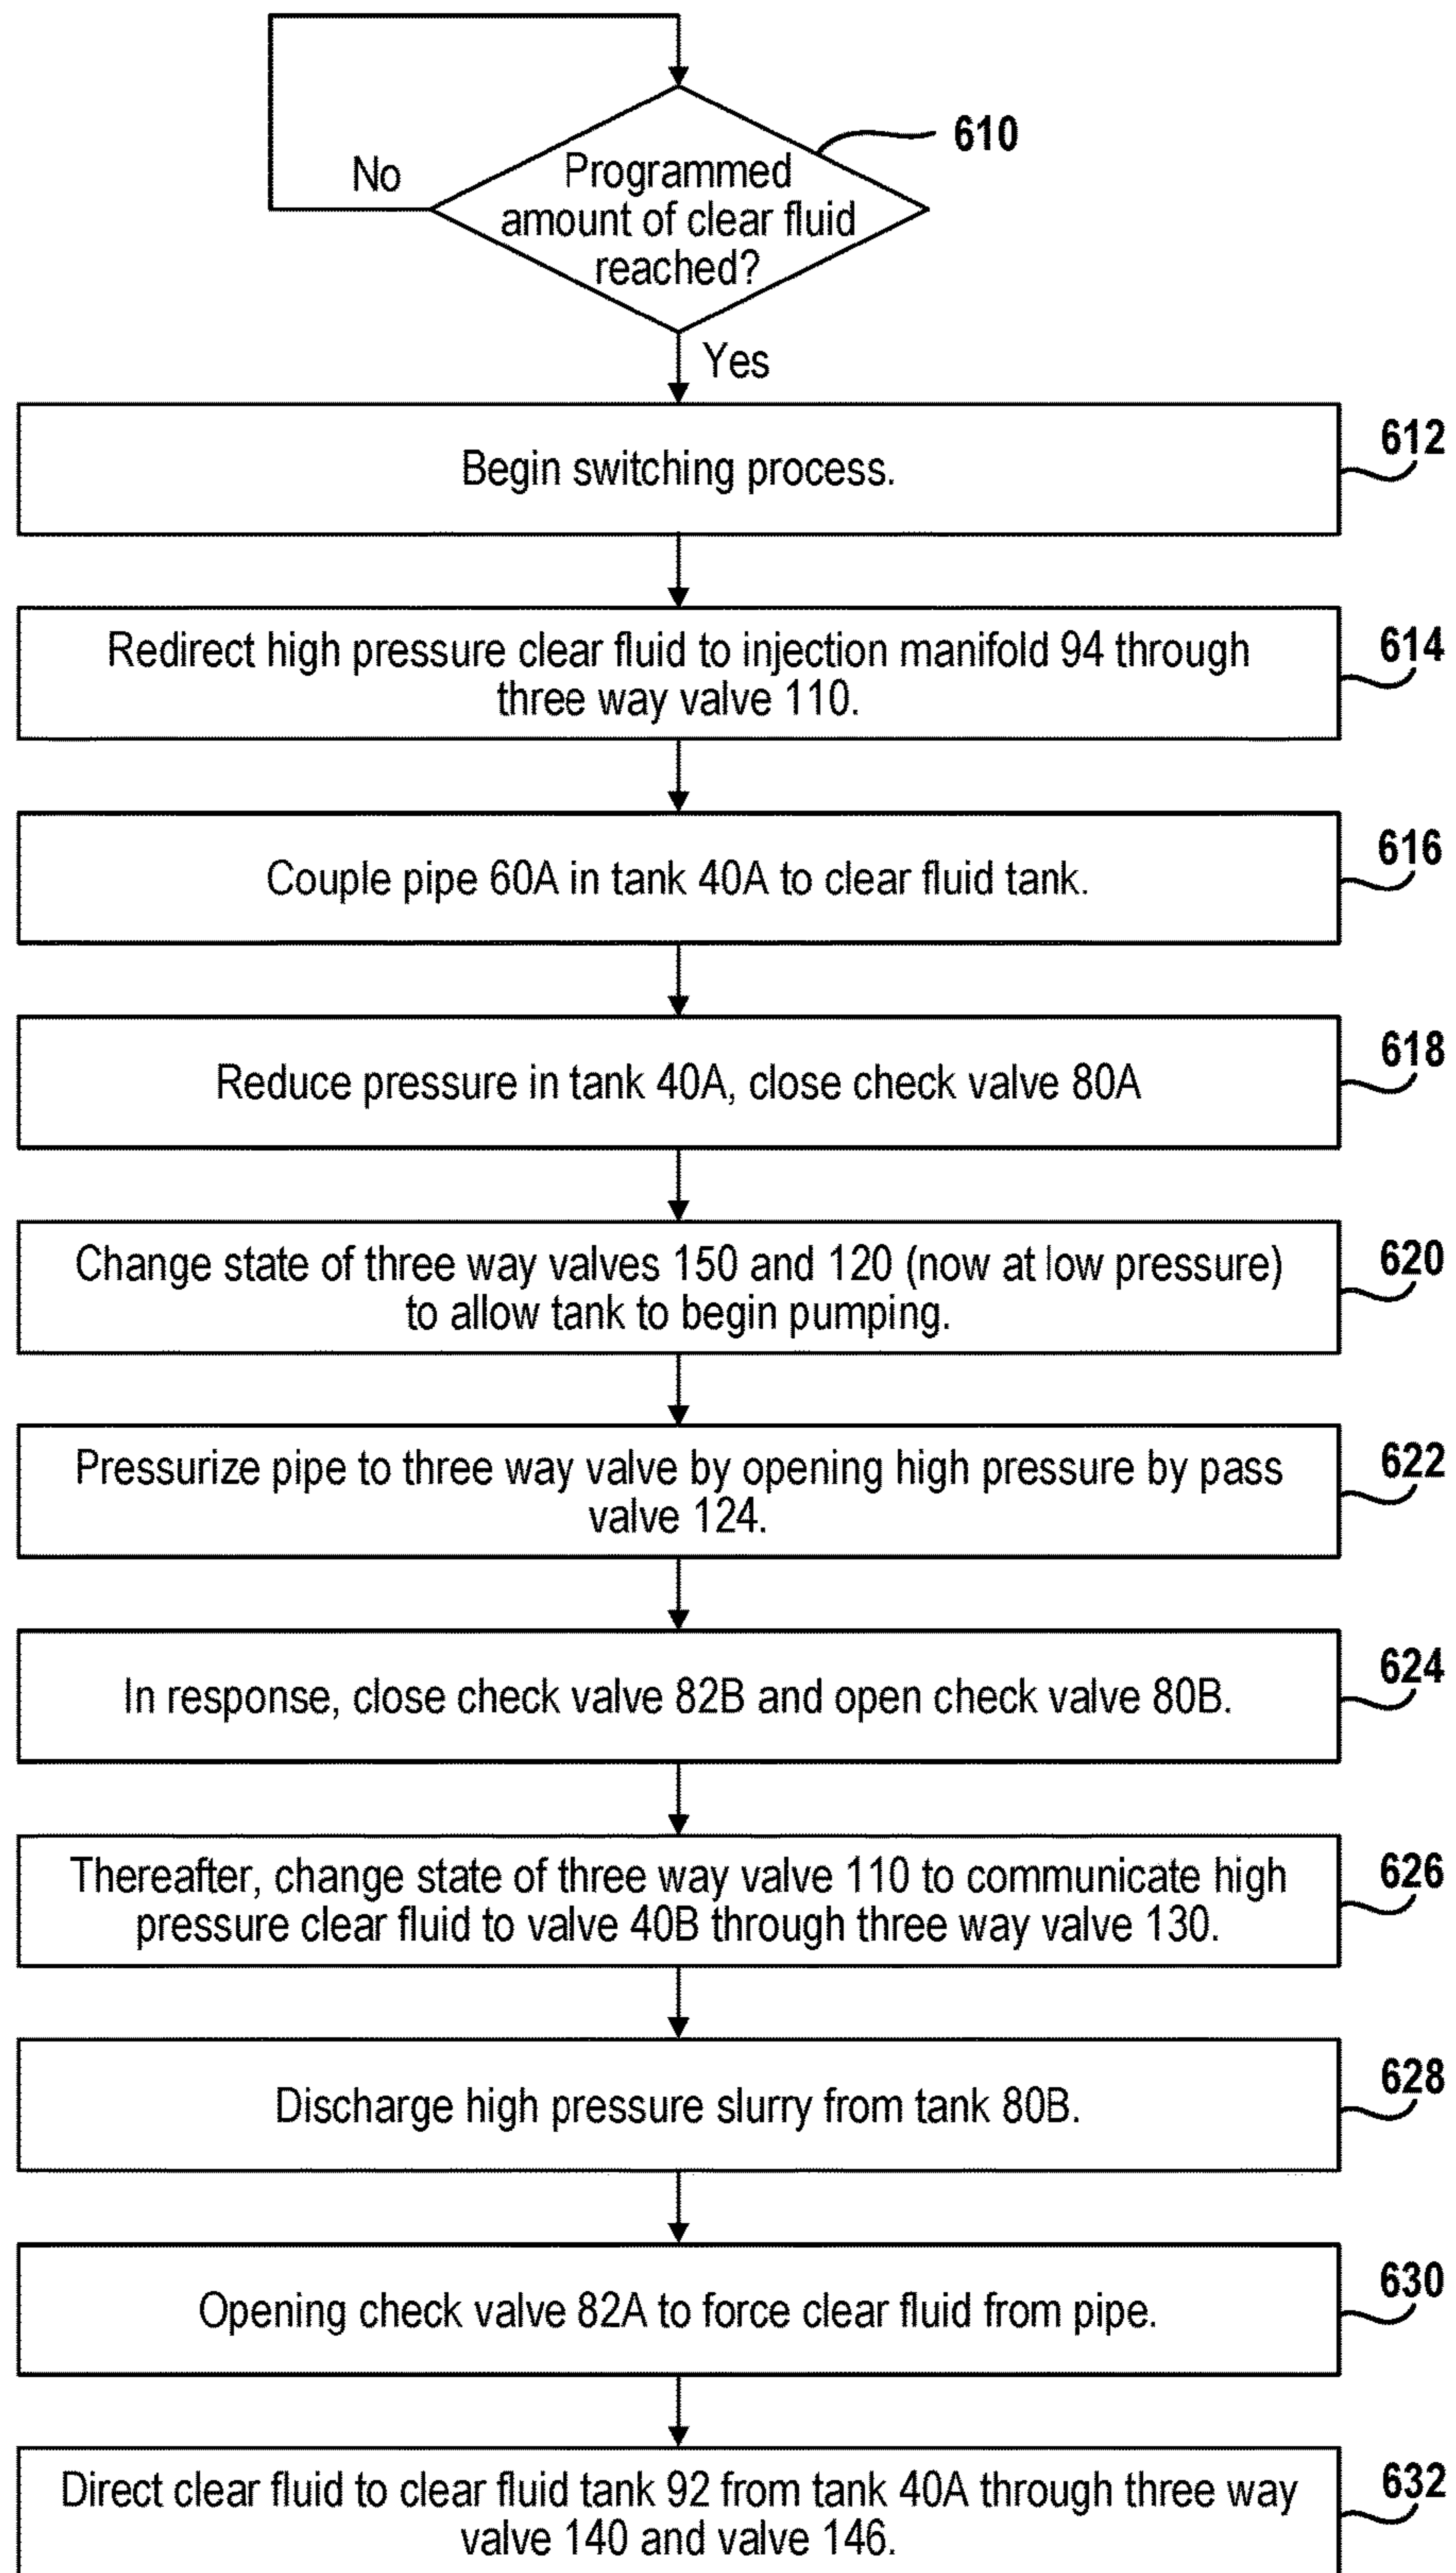 610
No
Programmed
amount of clear fluid
reached?
Yes
612
Begin switching process.
614
Redirect high pressure clear fluid to injection manifold 94 through
three way valve 110.
616
Couple pipe 60A in tank 40A to clear fluid tank.
618
Reduce pressure in tank 40A, close check valve 80A
620
Change state of three way valves 150 and 120 (now at low pressure)
to allow tank to begin pumping.
622
Pressurize pipe to three way valve by opening high pressure by pass
valve 124.
624
In response, close check valve 82B and open check valve 80B.
626
Thereafter, change state of three way valve 110 to communicate high
pressure clear fluid to valve 40B through three way valve 130.
628
Discharge high pressure slurry from tank 80B.
630
Opening check valve 82A to force clear fluid from pipe.
632
Direct clear fluid to clear fluid tank 92 from tank 40A through three way
valve 140 and valve 146.